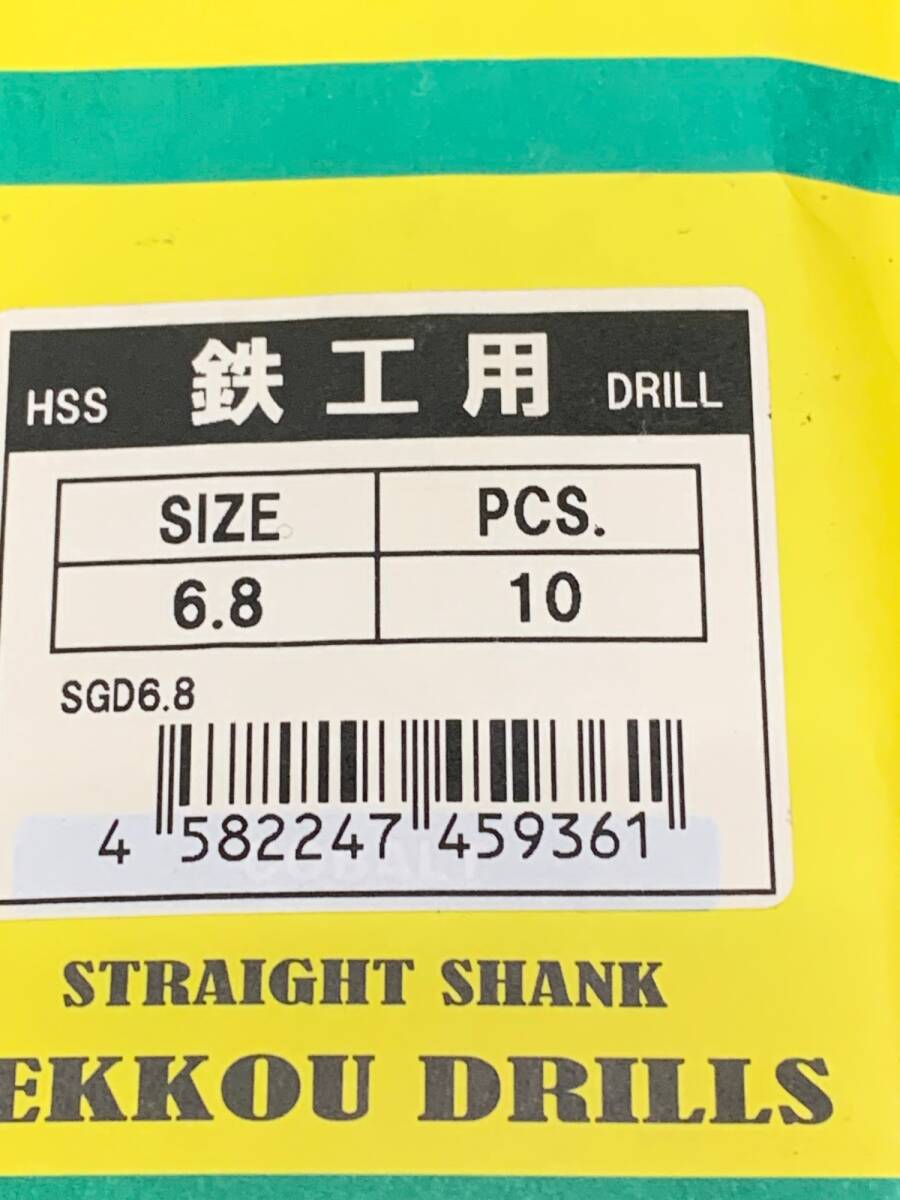 HSS 鉄工用 DRILL
SIZE PCS.
6.8 10
SGD6.8
4 582247 459361
COBALT
STRAIGHT SHANK
EKKOU DRILLS